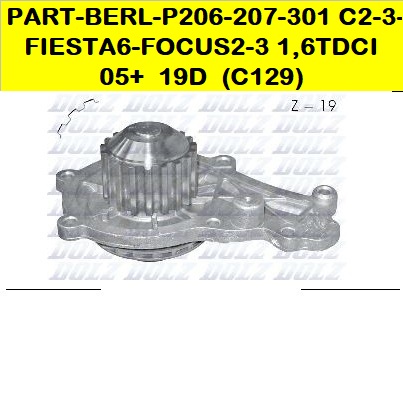 PART-BERL-P206-207-301 C2-3-
FIESTA6-FOCUS2-3 1,6TDCI
05+ 19D (C129)
Z - 19
DOLZ DOLZ DOLZ
DOLZ DOLZ DOLZ
DOLZ DOLZ DOLZ
DOLZ DOLZ DOLZ